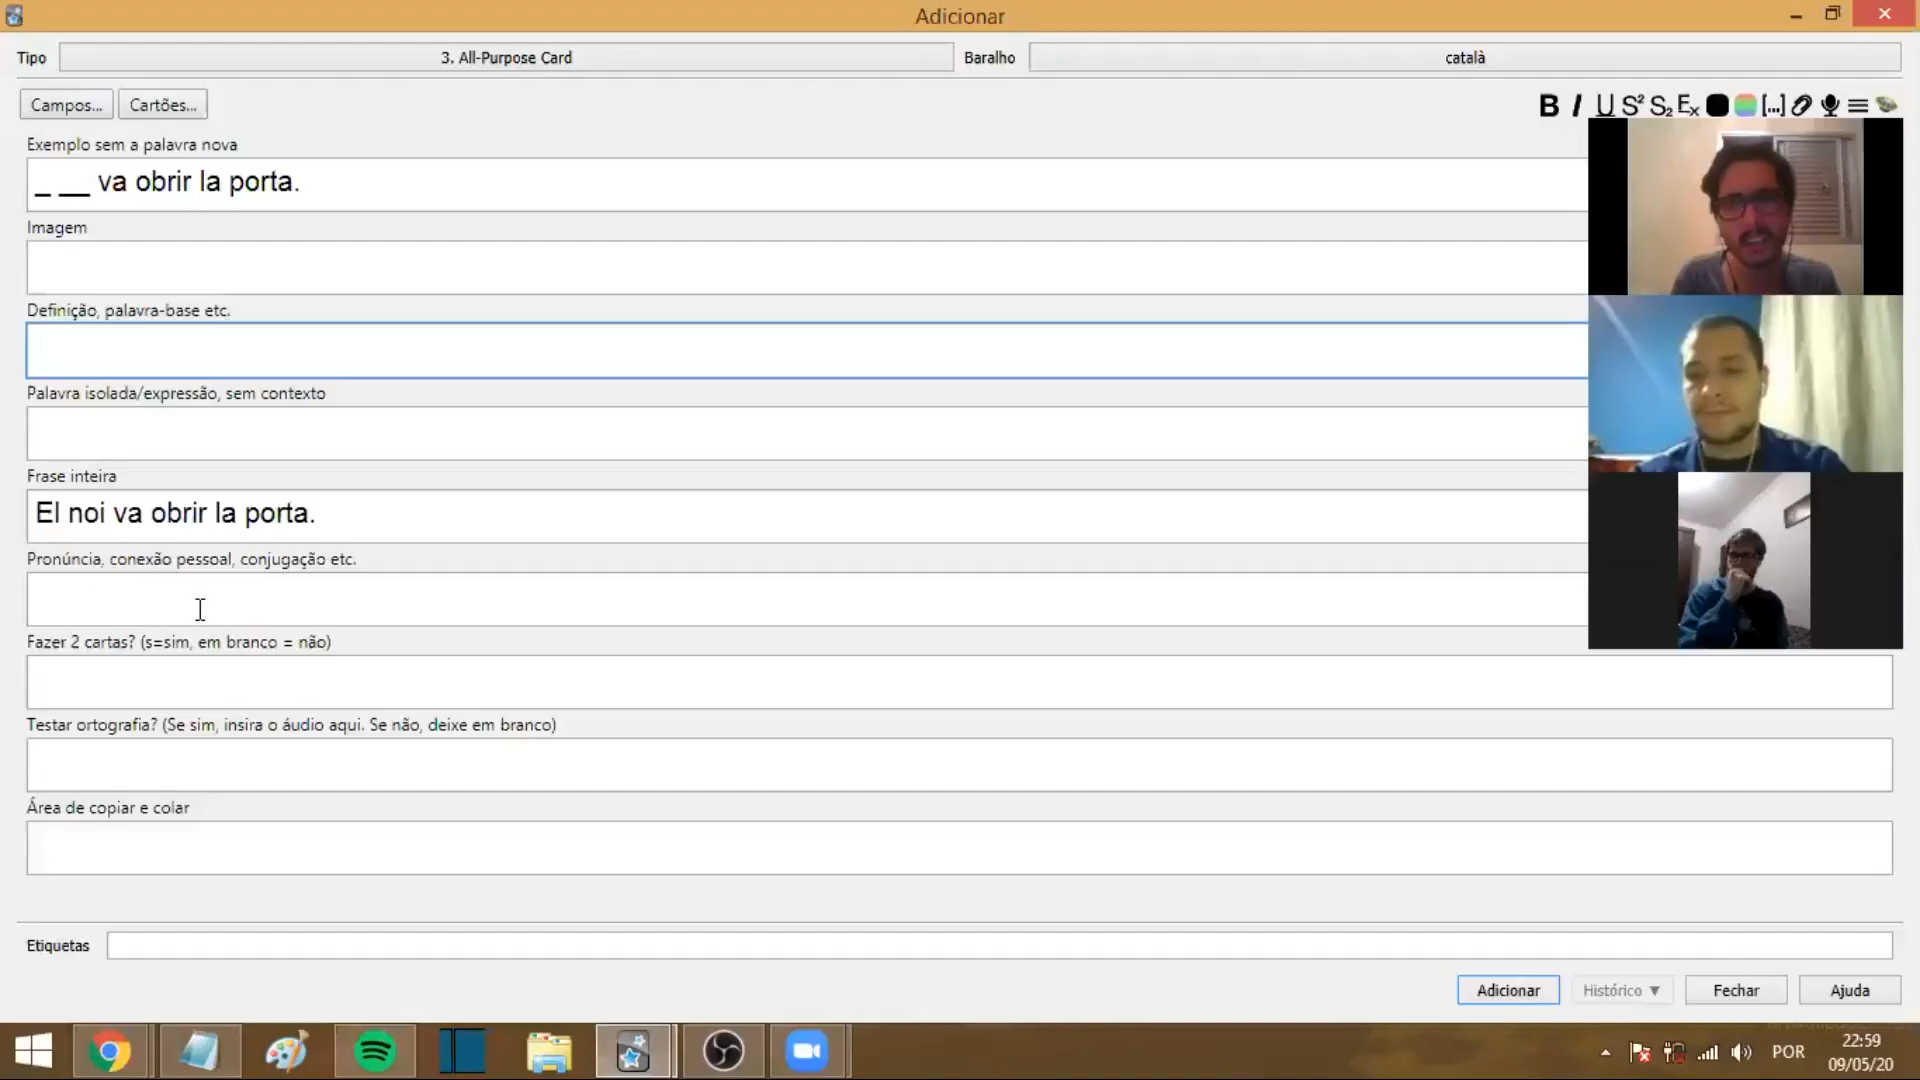 Adicionar
Tipo 3. All-Purpose Card Baralho català
Campos... Cartões...
B I U S² S₂ Ex [...]
Exemplo sem a palavra nova
_ __ va obrir la porta.
Imagem
Definição, palavra-base etc.
Palavra isolada/expressão, sem contexto
Frase inteira
El noi va obrir la porta.
Pronúncia, conexão pessoal, conjugação etc.
Fazer 2 cartas? (s=sim, em branco = não)
Testar ortografia? (Se sim, insira o áudio aqui. Se não, deixe em branco)
Área de copiar e colar
Etiquetas
Adicionar Histórico ▼ Fechar Ajuda
POR 22:59
09/05/20